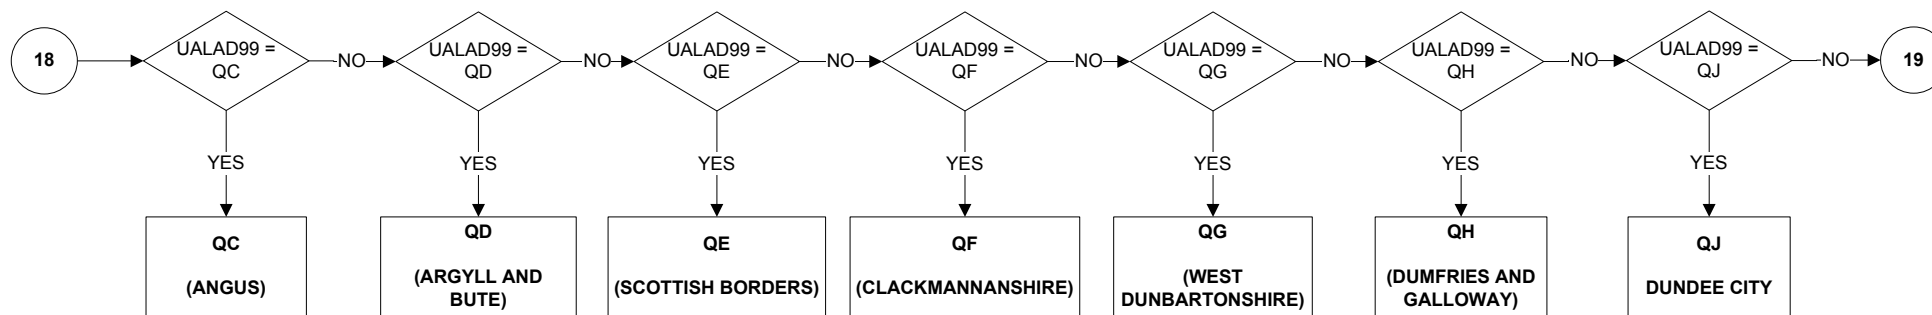 18
UALAD99 =
QC
NO
UALAD99 =
QD
NO
UALAD99 =
QE
NO
UALAD99 =
QF
NO
UALAD99 =
QG
NO
UALAD99 =
QH
NO
UALAD99 =
QJ
NO
19
YES
YES
YES
YES
YES
YES
YES
QC
(ANGUS)
QD
(ARGYLL AND
BUTE)
QE
(SCOTTISH BORDERS)
QF
(CLACKMANNANSHIRE)
QG
(WEST
DUNBARTONSHIRE)
QH
(DUMFRIES AND
GALLOWAY)
QJ
DUNDEE CITY